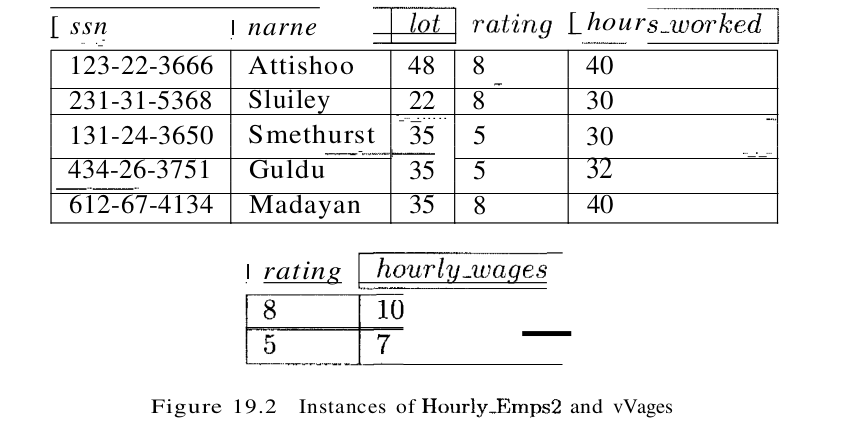 ssn narne lot rating hours_worked
123-22-3666 Attishoo 48 8 40
231-31-5368 Sluiley 22 8 30
131-24-3650 Smethurst 35 5 30
434-26-3751 Guldu 35 5 32
612-67-4134 Madayan 35 8 40
rating hourly_wages
8 10
5 7
Figure 19.2 Instances of Hourly_Emps2 and vVages